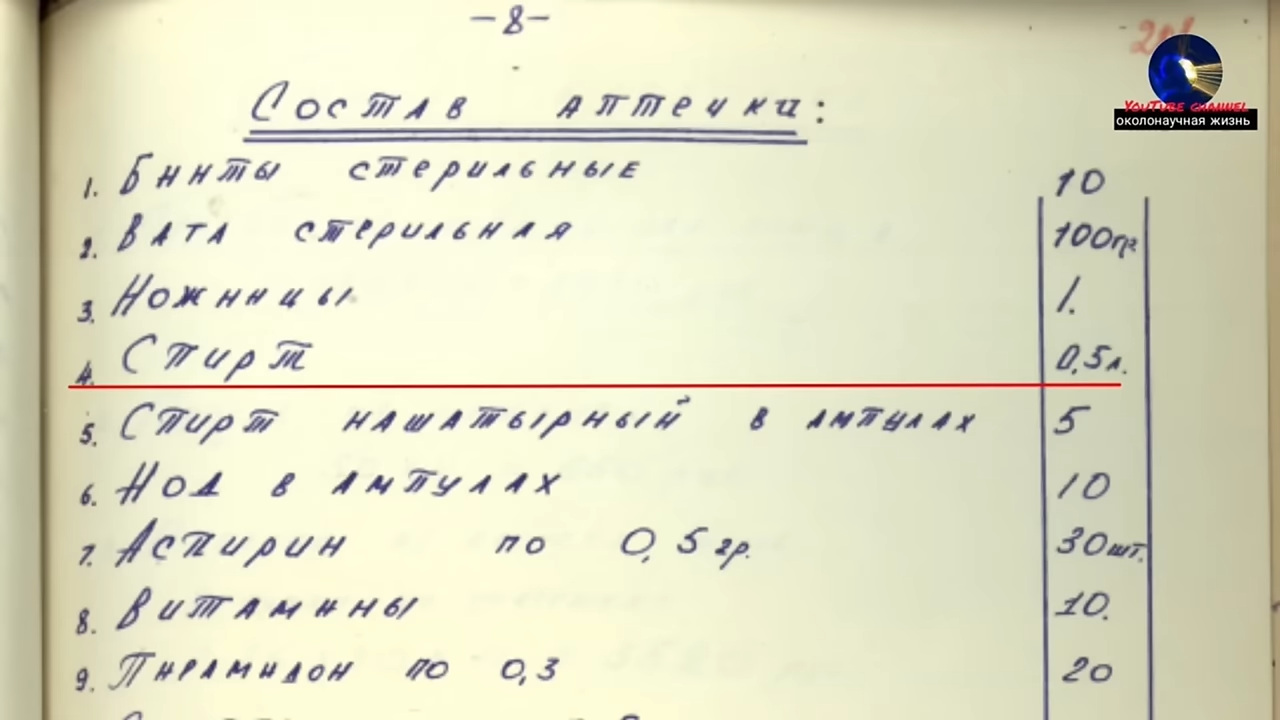 -8-
YouTube channel
околонаучная жизнь
Состав аптечки:
1. Бинты стерильные 10
2. Вата стерильная 100гр
3. Ножницы 1.
4. Спирт 0,5л.
5. Спирт нашатырный в ампулах 5
6. Иод в ампулах 10
7. Аспирин по 0,5 гр. 30шт.
8. Витамины 10.
9. Пирамидон по 0,3 20